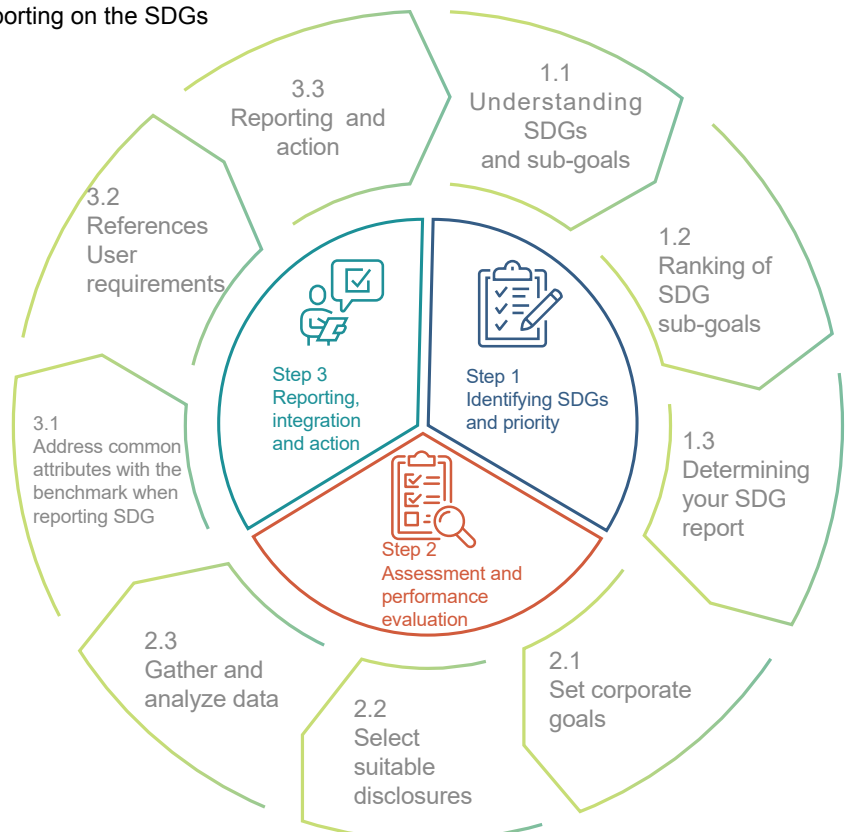 porting on the SDGs
1.1
Understanding
SDGs
and sub-goals
1.2
Ranking of
SDG
sub-goals
1.3
Determining
your SDG
report
2.1
Set corporate
goals
2.2
Select
suitable
disclosures
2.3
Gather and
analyze data
3.1
Address common
attributes with the
benchmark when
reporting SDG
3.2
References
User
requirements
3.3
Reporting and
action
Step 1
Identifying SDGs
and priority
Step 2
Assessment and
performance
evaluation
Step 3
Reporting,
integration
and action